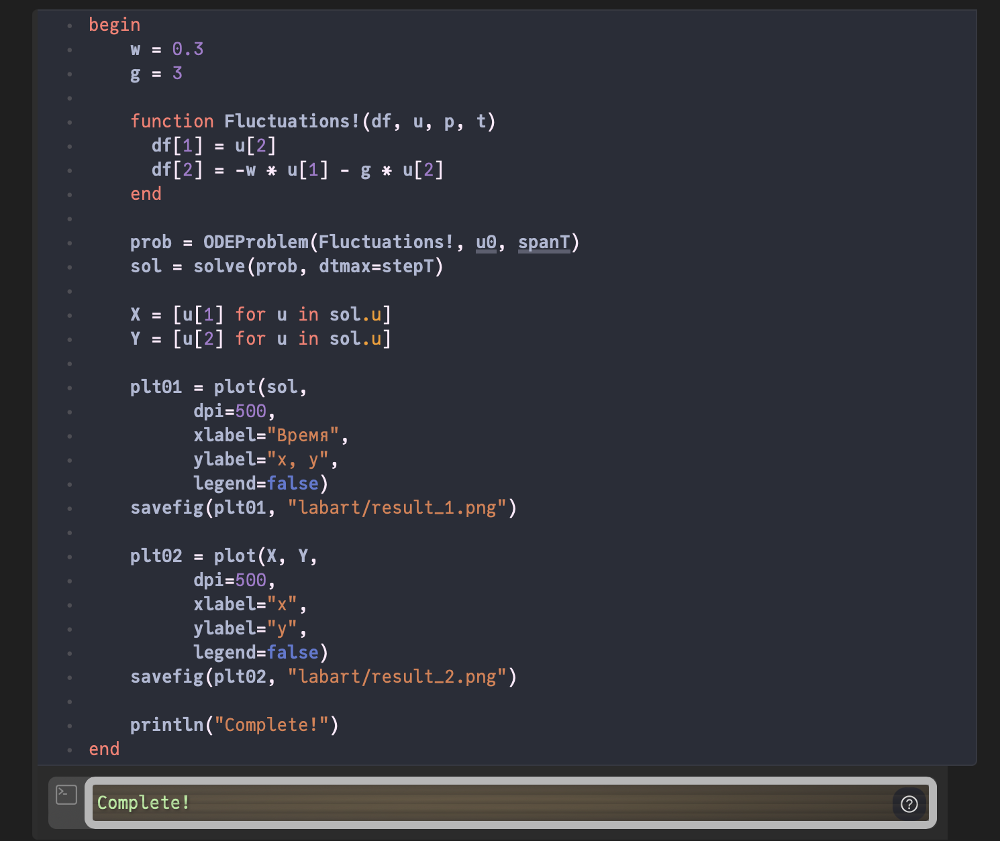 begin
w = 0.3
g = 3
function Fluctuations!(df, u, p, t)
df[1] = u[2]
df[2] = -w * u[1] - g * u[2]
end
prob = ODEProblem(Fluctuations!, u0, spanT)
sol = solve(prob, dtmax=stepT)
X = [u[1] for u in sol.u]
Y = [u[2] for u in sol.u]
plt01 = plot(sol,
dpi=500,
xlabel="Время",
ylabel="x, y",
legend=false)
savefig(plt01, "labart/result_1.png")
plt02 = plot(X, Y,
dpi=500,
xlabel="x",
ylabel="y",
legend=false)
savefig(plt02, "labart/result_2.png")
println("Complete!")
end
Complete!